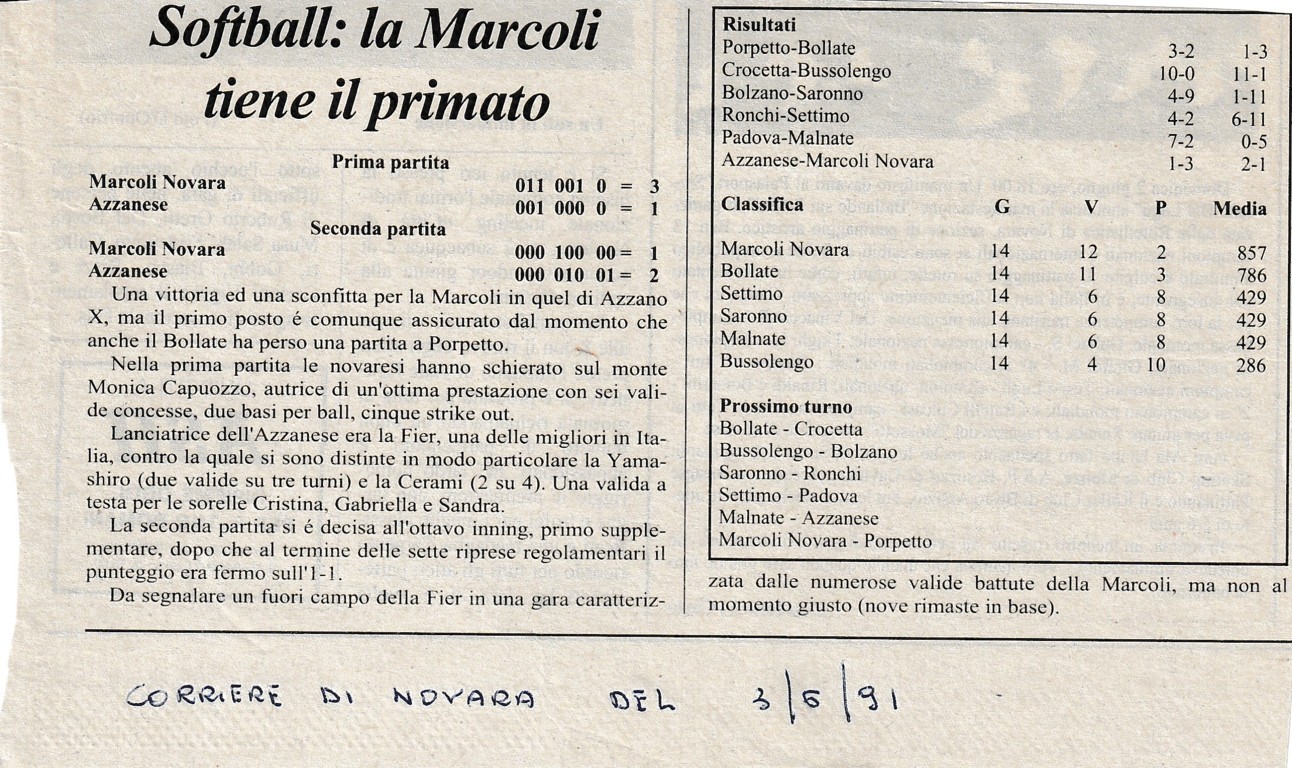 Softball: la Marcoli
tiene il primato
Prima partita
Marcoli Novara 011 001 0 = 3
Azzanese 001 000 0 1
Seconda partita
Marcoli Novara 000 100 00 = 1
Azzanese 000 010 01 = 2
Una vittoria ed una sconfitta per la Marcoli in quel di Azzano
X, ma il primo posto é comunque assicurato dal momento che
anche il Bollate ha perso una partita a Porpetto.
Nella prima partita le novaresi hanno schierato sul monte
Monica Capuozzo, autrice di un'ottima prestazione con sei vali-
de concesse, due basi per ball, cinque strike out.
Lanciatrice dell'Azzanese era la Fier, una delle migliori in Ita-
lia, contro la quale si sono distinte in modo particolare la Yama-
shiro (due valide su tre turni) e la Cerami (2 su 4). Una valida a
testa per le sorelle Cristina, Gabriella e Sandra.
La seconda partita si é decisa all'ottavo inning, primo supple-
mentare, dopo che al termine delle sette riprese regolamentari il
punteggio era fermo sull'1-1.
Da segnalare un fuori campo della Fier in una gara caratteriz-
Risultati
Porpetto-Bollate 3-2 1-3
Crocetta-Bussolengo 10-0 11-1
Bolzano-Saronno 4-9 1-11
Ronchi-Settimo 4-2 6-11
Padova-Malnate 7-2 0-5
Azzanese-Marcoli Novara 1-3 2-1
Classifica G V P Media
Marcoli Novara 14 12 2 857
Bollate 14 11 3 786
Settimo 14 6 8 429
Saronno 14 6 8 429
Malnate 14 6 8 429
Bussolengo 14 4 10 286
Prossimo turno
Bollate - Crocetta
Bussolengo - Bolzano
Saronno - Ronchi
Settimo - Padova
Malnate - Azzanese
Marcoli Novara - Porpetto
zata dalle numerose valide battute della Marcoli, ma non al
momento giusto (nove rimaste in base).
CORRIERE DI NOVARA DEL 3/6/91